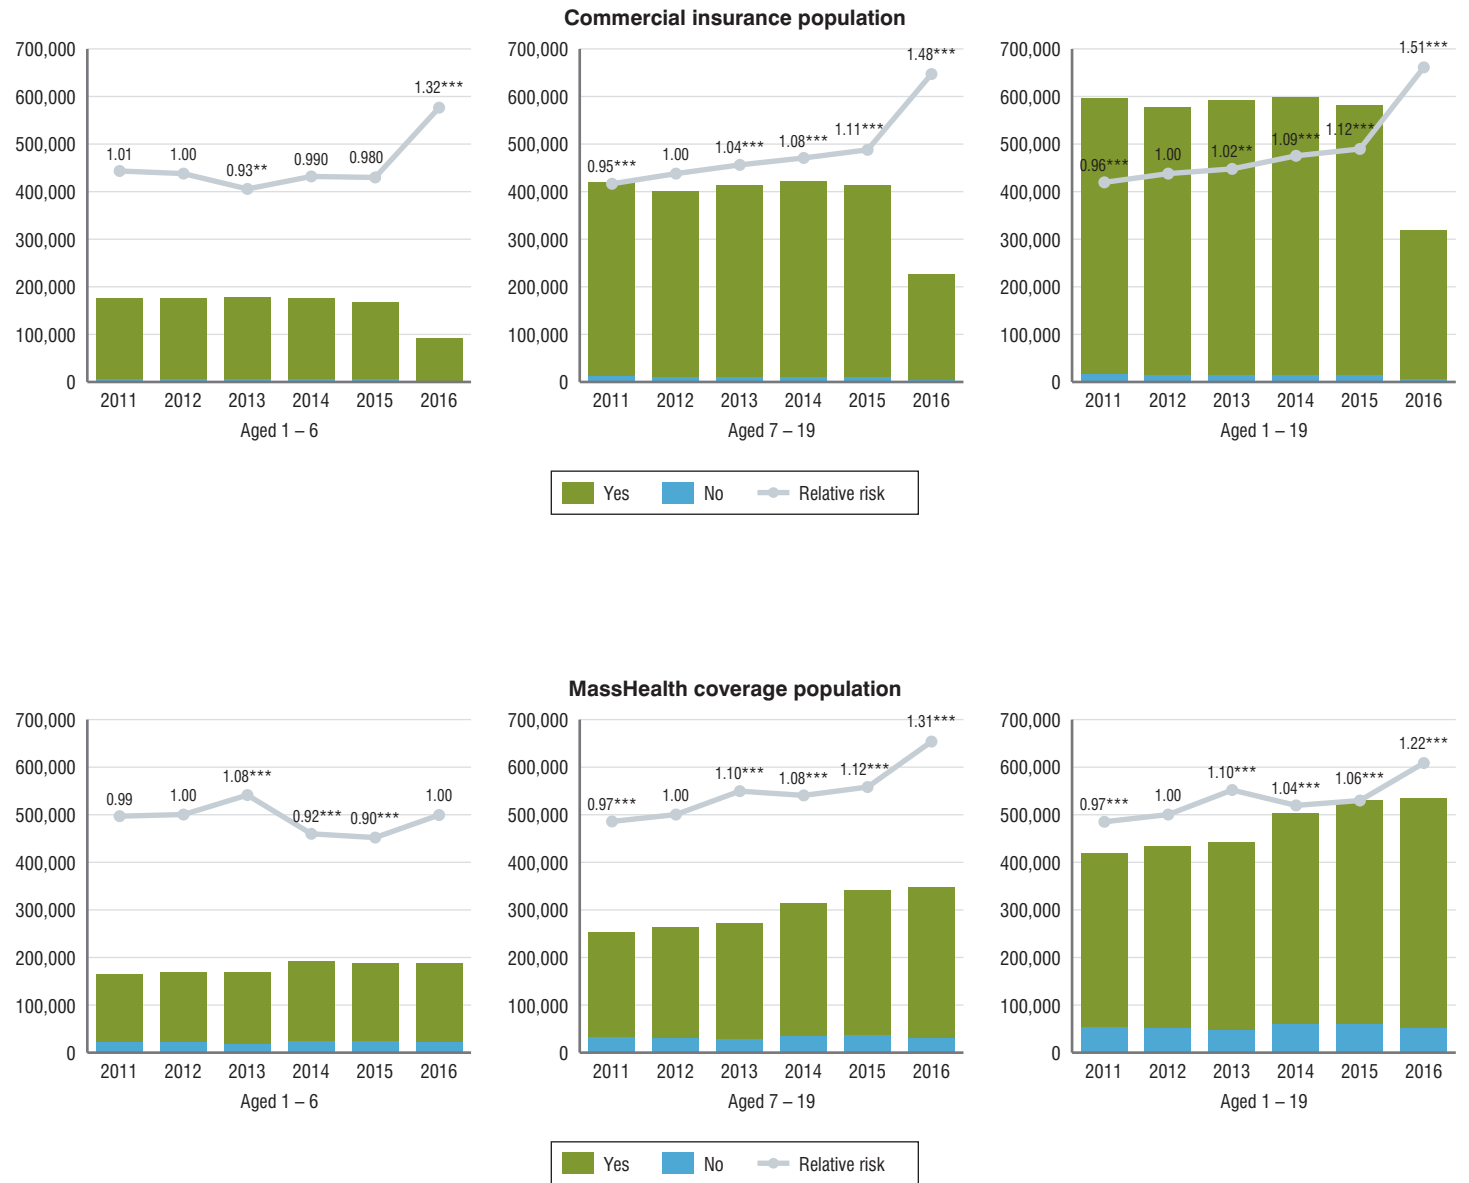 Commercial insurance population
700,000
600,000
500,000
400,000
300,000
200,000
100,000
0
1.01 1.00 0.93** 0.990 0.980 1.32***
2011 2012 2013 2014 2015 2016
Aged 1 – 6
700,000
600,000
500,000
400,000
300,000
200,000
100,000
0
0.95*** 1.00 1.04*** 1.08*** 1.11*** 1.48***
2011 2012 2013 2014 2015 2016
Aged 7 – 19
700,000
600,000
500,000
400,000
300,000
200,000
100,000
0
0.96*** 1.00 1.02** 1.09*** 1.12*** 1.51***
2011 2012 2013 2014 2015 2016
Aged 1 – 19
Yes No Relative risk
MassHealth coverage population
700,000
600,000
500,000
400,000
300,000
200,000
100,000
0
0.99 1.00 1.08*** 0.92*** 0.90*** 1.00
2011 2012 2013 2014 2015 2016
Aged 1 – 6
700,000
600,000
500,000
400,000
300,000
200,000
100,000
0
0.97*** 1.00 1.10*** 1.08*** 1.12*** 1.31***
2011 2012 2013 2014 2015 2016
Aged 7 – 19
700,000
600,000
500,000
400,000
300,000
200,000
100,000
0
0.97*** 1.00 1.10*** 1.04*** 1.06*** 1.22***
2011 2012 2013 2014 2015 2016
Aged 1 – 19
Yes No Relative risk